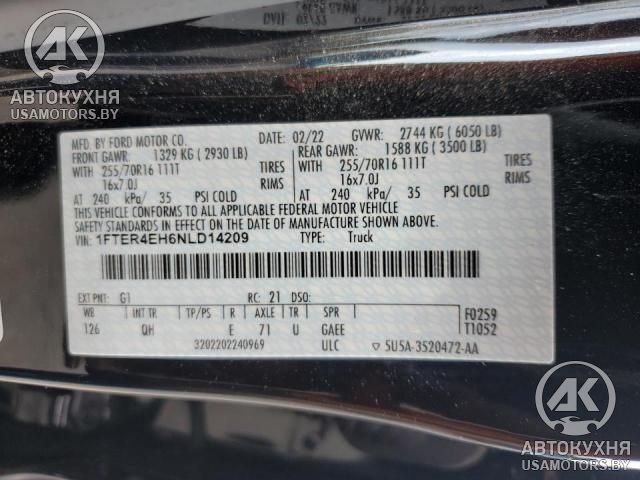 АК
АВТОКУХНЯ
USAMOTORS.BY
MFD. BY FORD MOTOR CO. DATE: 02/22 GVWR: 2744 KG ( 6050 LB)
FRONT GAWR: 1329 KG ( 2930 LB) REAR GAWR: 1588 KG ( 3500 LB)
WITH 255/70R16 111T TIRES WITH 255/70R16 111T TIRES
16x7.0J RIMS 16x7.0J RIMS
AT 240 kPa/ 35 PSI COLD AT 240 kPa/ 35 PSI COLD
THIS VEHICLE CONFORMS TO ALL APPLICABLE FEDERAL MOTOR VEHICLE
SAFETY STANDARDS IN EFFECT ON THE DATE OF MANUFACTURE SHOWN ABOVE.
VIN: 1FTER4EH6NLD14209 TYPE: Truck
EXT PNT: G1 RC: 21 DSO:
WB TP/PS R AXLE TR SPR F0259
126 QH E 71 U GAEE T1052
3202202240969 ULC 5U5A-3520472-AA
АК
АВТОКУХНЯ
USAMOTORS.BY